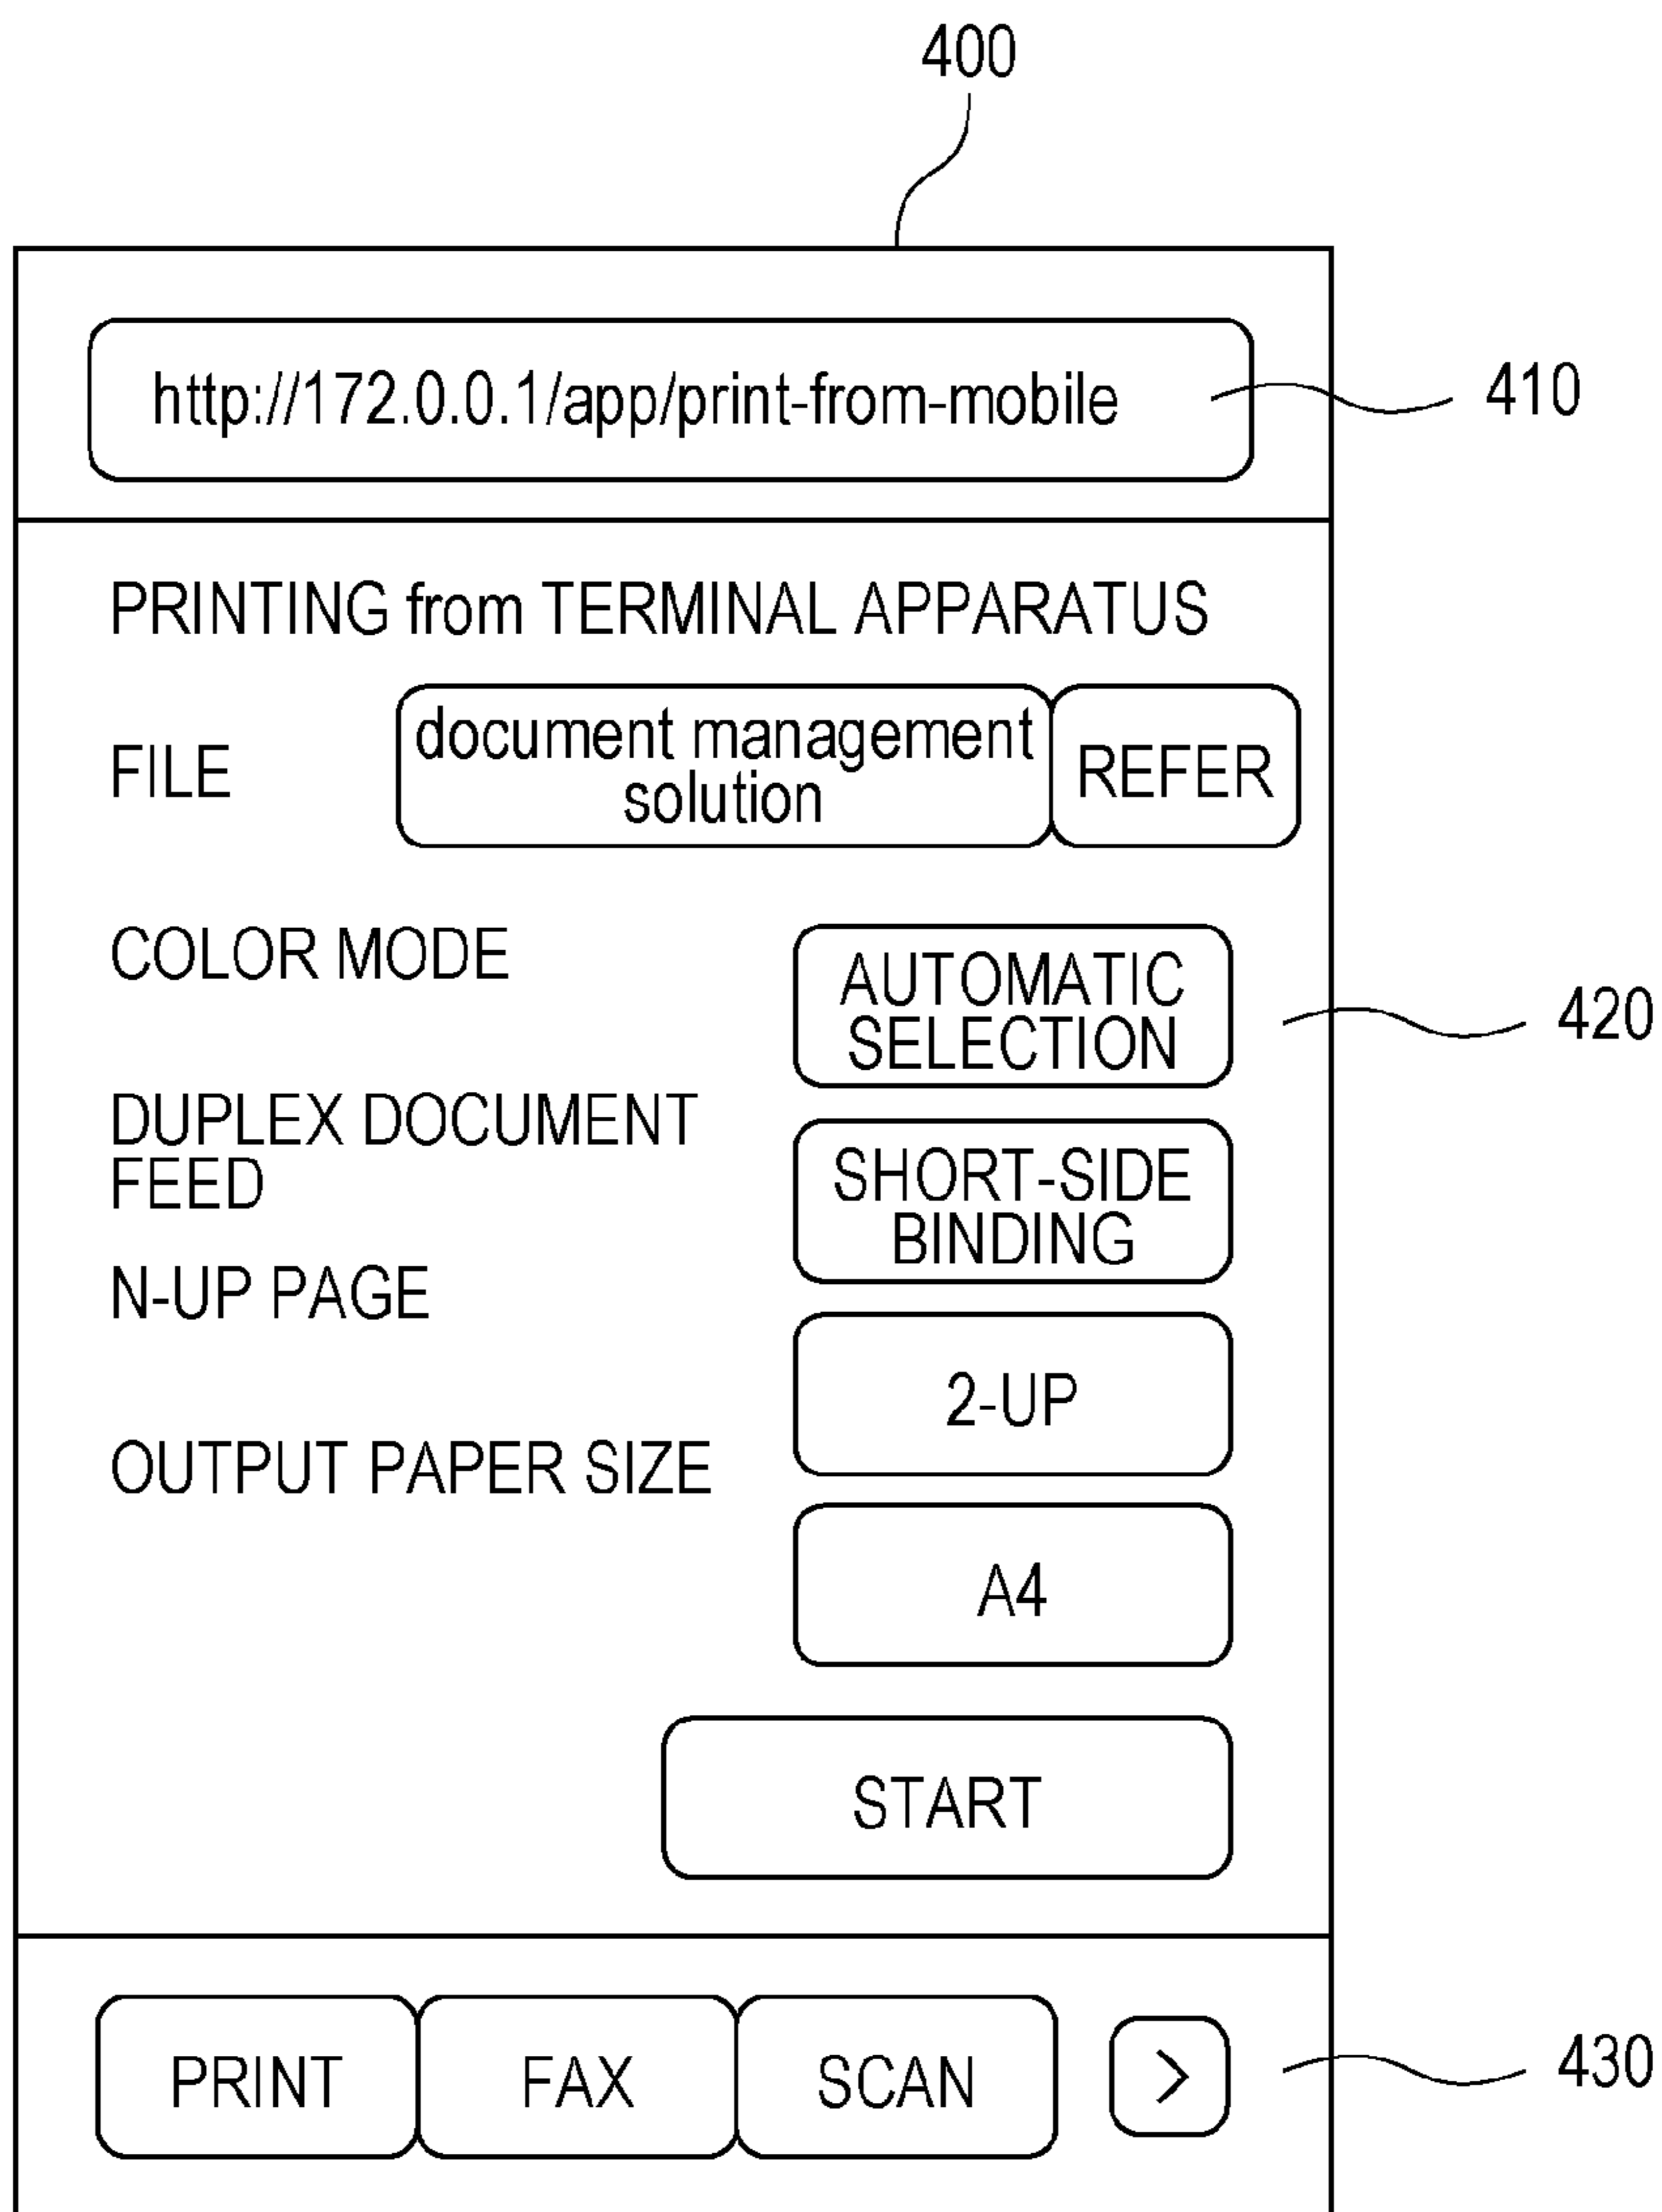 400
http://172.0.0.1/app/print-from-mobile
410
PRINTING from TERMINAL APPARATUS
FILE
document management
solution
REFER
COLOR MODE
AUTOMATIC
SELECTION
420
DUPLEX DOCUMENT
FEED
SHORT-SIDE
BINDING
N-UP PAGE
2-UP
OUTPUT PAPER SIZE
A4
START
PRINT
FAX
SCAN
>
430